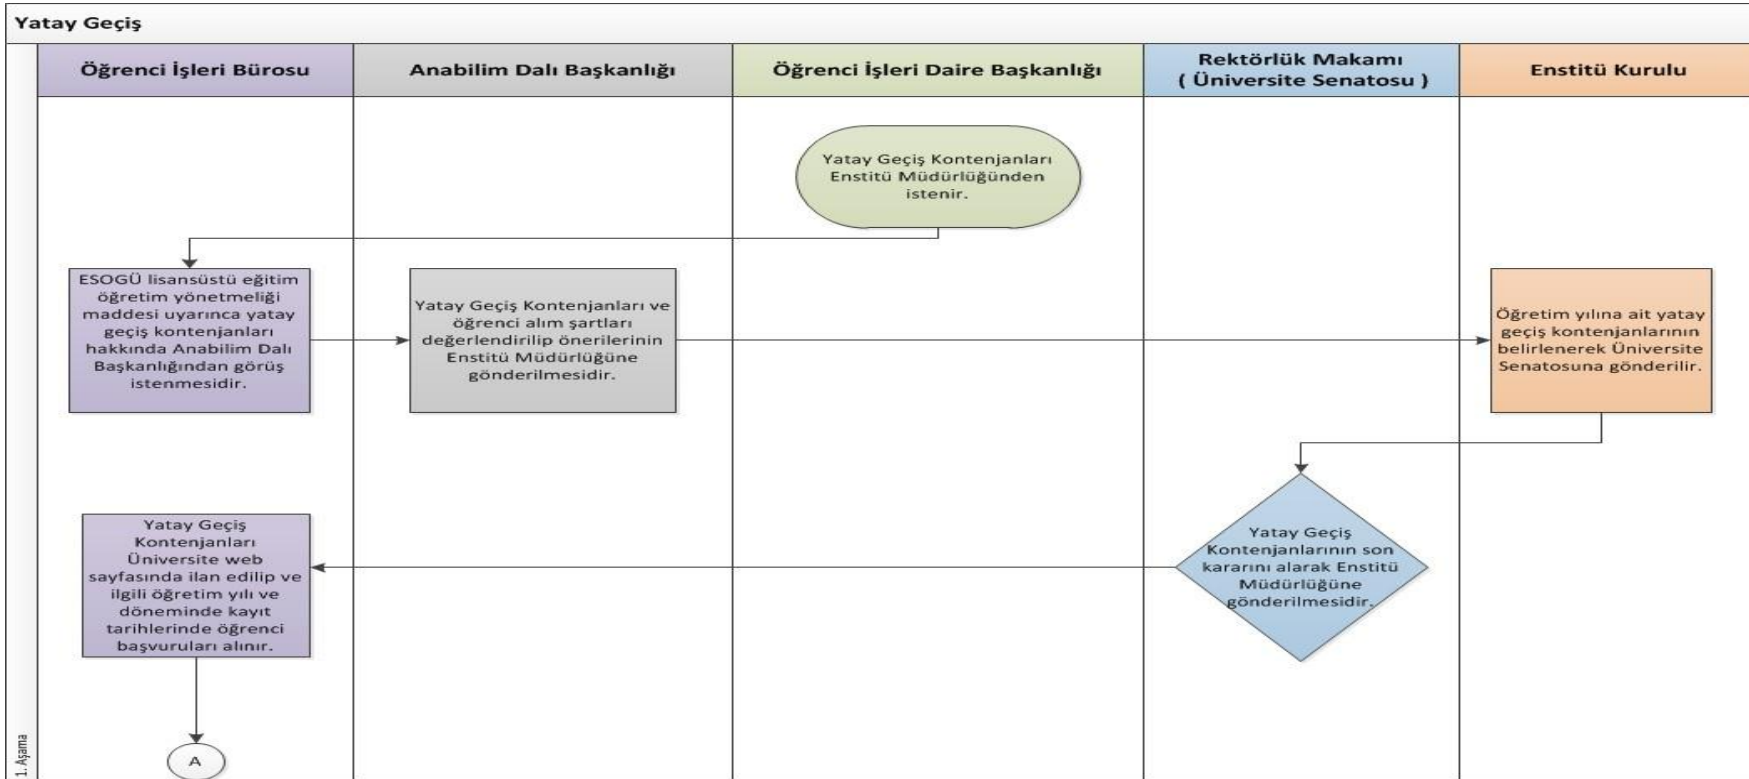 Yatay Geçiş
Öğrenci İşleri Bürosu
Anabilim Dalı Başkanlığı
Öğrenci İşleri Daire Başkanlığı
Rektörlük Makamı
( Üniversite Senatosu )
Enstitü Kurulu
Yatay Geçiş Kontenjanları
Enstitü Müdürlüğünden
istenir.
ESOGÜ lisansüstü eğitim
öğretim yönetmeliği
maddesi uyarınca yatay
geçiş kontenjanları
hakkında Anabilim Dalı
Başkanlığından görüş
istenmesidir.
Yatay Geçiş Kontenjanları ve
öğrenci alım şartları
değerlendirilip önerilerinin
Enstitü Müdürlüğüne
gönderilmesidir.
Öğretim yılına ait yatay
geçiş kontenjanlarının
belirlenerek Üniversite
Senatosuna gönderilir.
Yatay Geçiş
Kontenjanlarının son
kararını alarak Enstitü
Müdürlüğüne
gönderilmesidir.
Yatay Geçiş
Kontenjanları
Üniversite web
sayfasında ilan edilip ve
ilgili öğretim yılı ve
döneminde kayıt
tarihlerinde öğrenci
başvuruları alınır.
A
1. Aşama